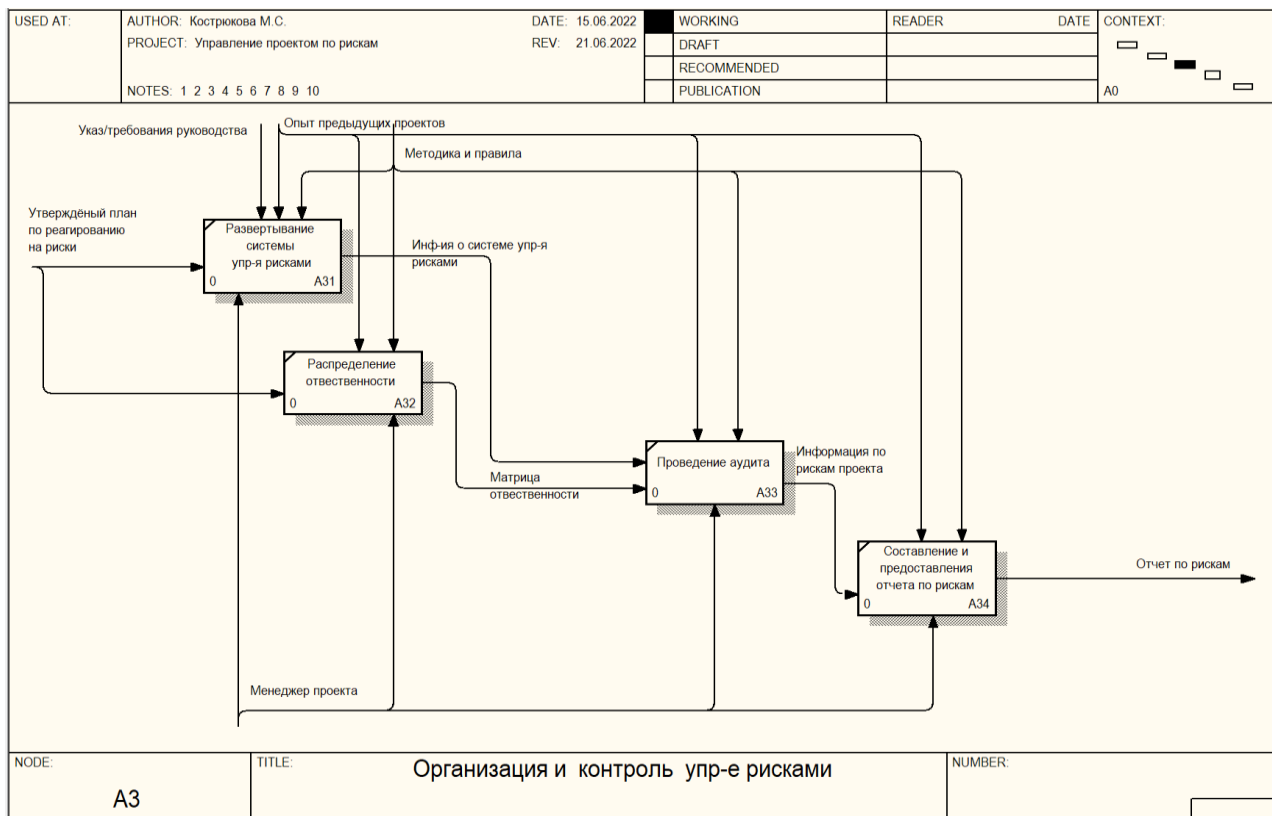 USED AT:
AUTHOR: Кострюкова М.С.
DATE: 15.06.2022
PROJECT: Управление проектом по рискам
REV: 21.06.2022
NOTES: 1 2 3 4 5 6 7 8 9 10
WORKING
DRAFT
RECOMMENDED
PUBLICATION
READER DATE
CONTEXT:
A0
Указ/требования руководства
Опыт предыдущих проектов
Методика и правила
Утверждёный план
по реагированию
на риски
Развертывание
системы
упр-я рисками
0 A31
Инф-ия о системе упр-я
рисками
Распределение
отвественности
0 A32
Матрица
отвественности
Проведение аудита
0 A33
Информация по
рискам проекта
Составление и
предоставления
отчета по рискам
0 A34
Отчет по рискам
Менеджер проекта
NODE:
A3
TITLE:
Организация и контроль упр-е рисками
NUMBER: